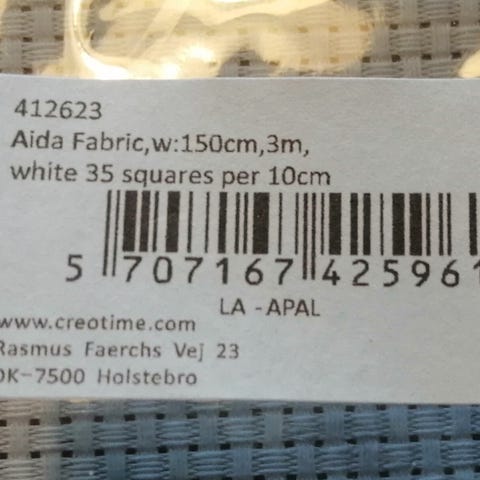 412623
Aida Fabric,w:150cm,3m,
white 35 squares per 10cm
5 707167 425961
LA -APAL
www.creotime.com
Rasmus Faerchs Vej 23
DK-7500 Holstebro